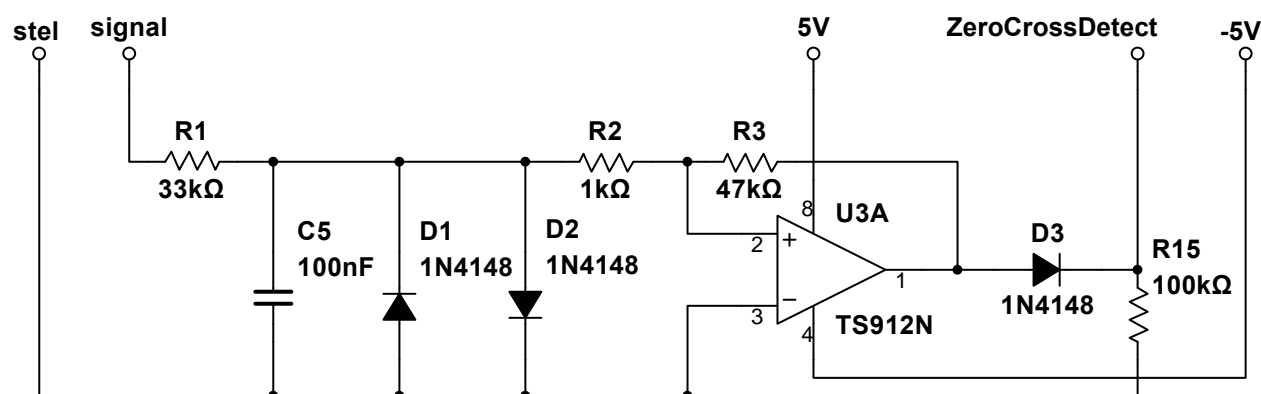 stel
signal
5V
ZeroCrossDetect
-5V
R1
33kΩ
R2
1kΩ
R3
47kΩ
C5
100nF
D1
1N4148
D2
1N4148
8
U3A
2
+
1
−
3
4
TS912N
D3
1N4148
R15
100kΩ